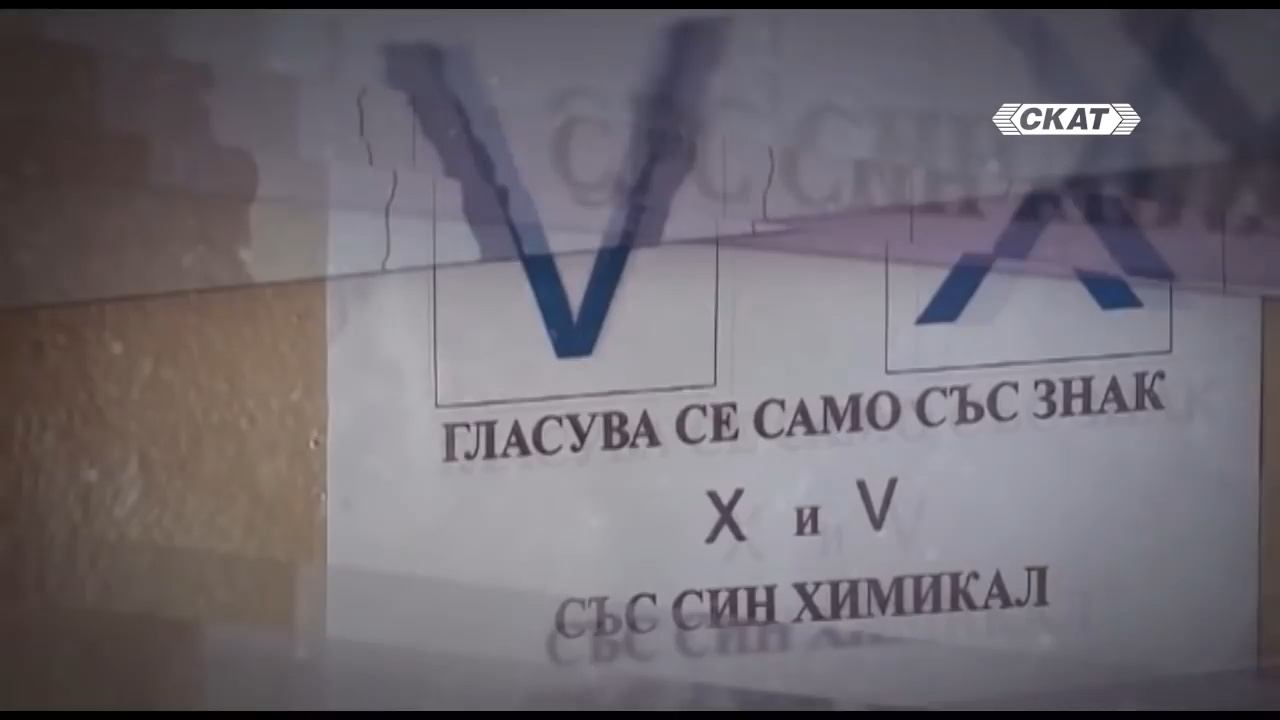 СКАТ
V X
ГЛАСУВА СЕ САМО СЪС ЗНАК
X и V
СЪС СИН ХИМИКАЛ